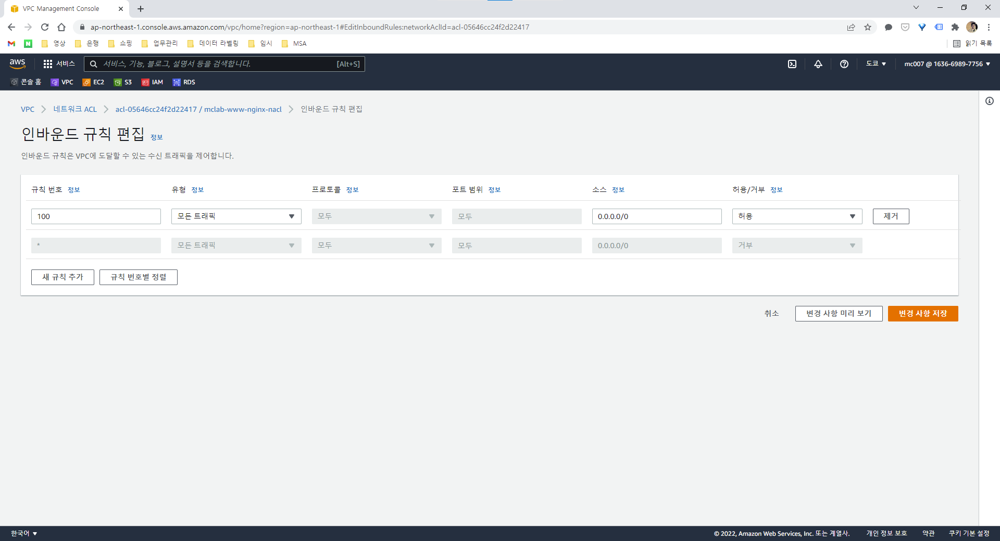 VPC Management Console
ap-northeast-1.console.aws.amazon.com/vpc/home?region=ap-northeast-1#EditInboundRules:networkAclId=acl-05646cc24f2d22417
N 영상 은행 쇼핑 업무관리 데이터 라벨링 임시 MSA 읽기 목록
aws 서비스 서비스, 기능, 블로그, 설명서 등을 검색합니다. [Alt+S] 도쿄 mc007 @ 1636-6989-7756
콘솔 홈 VPC EC2 S3 IAM RDS
VPC 네트워크 ACL acl-05646cc24f2d22417 / mclab-www-nginx-nacl 인바운드 규칙 편집
인바운드 규칙 편집 정보
인바운드 규칙은 VPC에 도달할 수 있는 수신 트래픽을 제어합니다.
규칙 번호 정보 유형 정보 프로토콜 정보 포트 범위 정보 소스 정보 허용/거부 정보
100 모든 트래픽 모두 모두 0.0.0.0/0 허용 제거
* 모든 트래픽 모두 모두 0.0.0.0/0 거부
새 규칙 추가 규칙 번호별 정렬
취소 변경 사항 미리 보기 변경 사항 저장
한국어 © 2022, Amazon Web Services, Inc. 또는 계열사. 개인 정보 보호 약관 쿠키 기본 설정